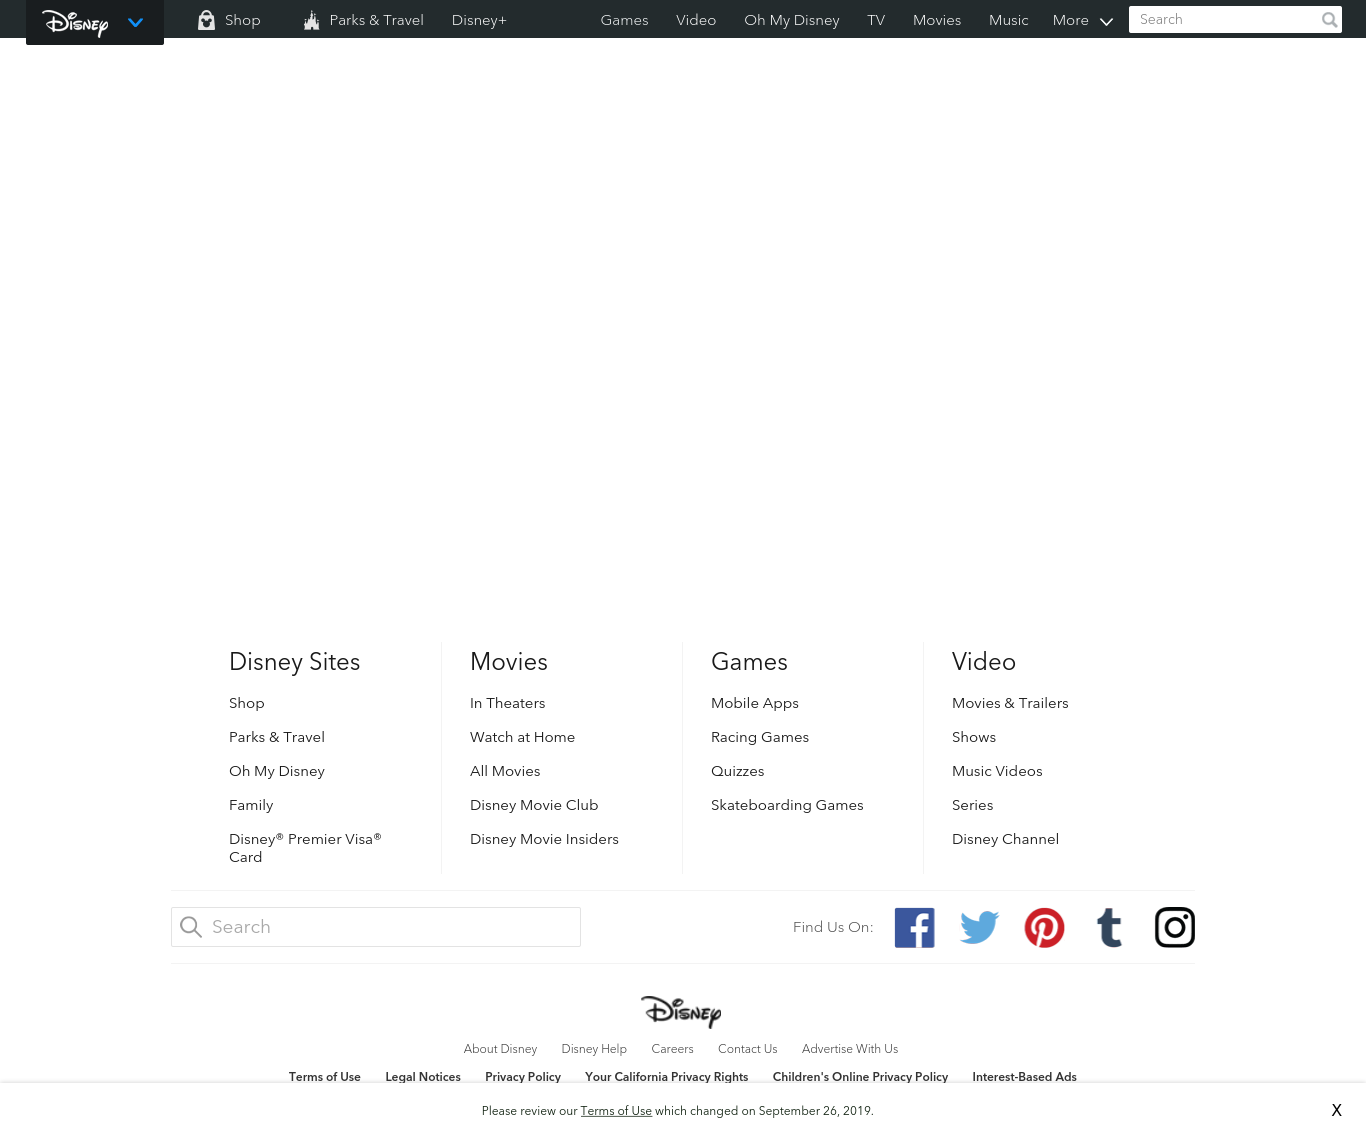 Disney
Shop
Parks & Travel
Disney+
Games
Video
Oh My Disney
TV
Movies
Music
More
Search
Disney Sites
Shop
Parks & Travel
Oh My Disney
Family
Disney® Premier Visa®
Card
Movies
In Theaters
Watch at Home
All Movies
Disney Movie Club
Disney Movie Insiders
Games
Mobile Apps
Racing Games
Quizzes
Skateboarding Games
Video
Movies & Trailers
Shows
Music Videos
Series
Disney Channel
Search
Find Us On:
Disney
About Disney
Disney Help
Careers
Contact Us
Advertise With Us
Terms of Use
Legal Notices
Privacy Policy
Your California Privacy Rights
Children's Online Privacy Policy
Interest-Based Ads
Please review our Terms of Use which changed on September 26, 2019.
X